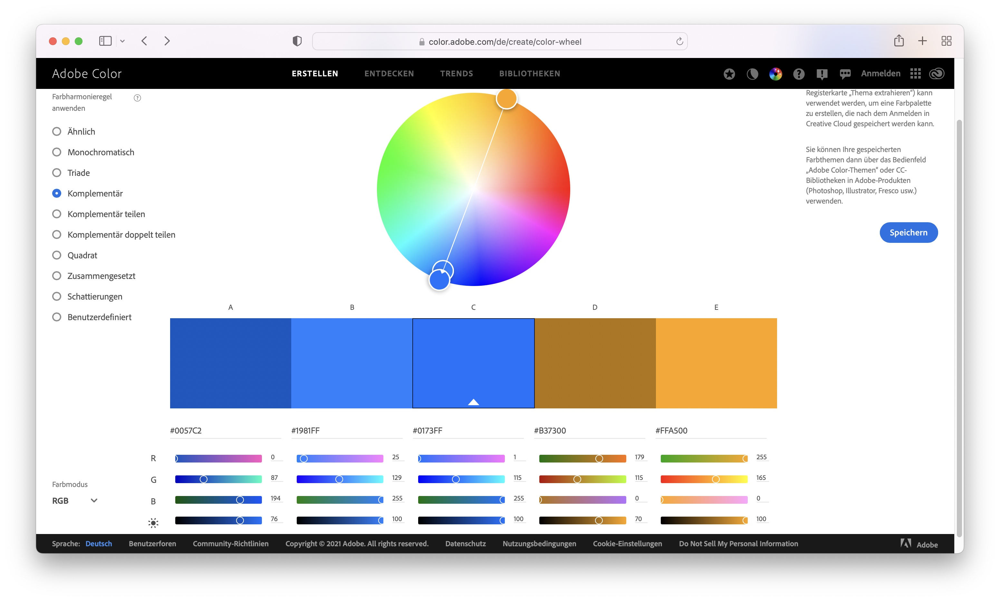 color.adobe.com/de/create/color-wheel
Adobe Color
ERSTELLEN
ENTDECKEN
TRENDS
BIBLIOTHEKEN
Anmelden
Farbharmonieregel
anwenden
Ähnlich
Monochromatisch
Triade
Komplementär
Komplementär teilen
Komplementär doppelt teilen
Quadrat
Zusammengesetzt
Schattierungen
Benutzerdefiniert
Registerkarte „Thema extrahieren“) kann
verwendet werden, um eine Farbpalette
zu erstellen, die nach dem Anmelden in
Creative Cloud gespeichert werden kann.
Sie können Ihre gespeicherten
Farbthemen dann über das Bedienfeld
„Adobe Color-Themen“ oder CC-
Bibliotheken in Adobe-Produkten
(Photoshop, Illustrator, Fresco usw.)
verwenden.
Speichern
A B C D E
#0057C2 #1981FF #0173FF #B37300 #FFA500
R 0 25 1 179 255
G 87 129 115 115 165
B 194 255 255 0 0
76 100 100 70 100
Farbmodus
RGB
Sprache: Deutsch Benutzerforen Community-Richtlinien Copyright © 2021 Adobe. All rights reserved. Datenschutz Nutzungsbedingungen Cookie-Einstellungen Do Not Sell My Personal Information Adobe